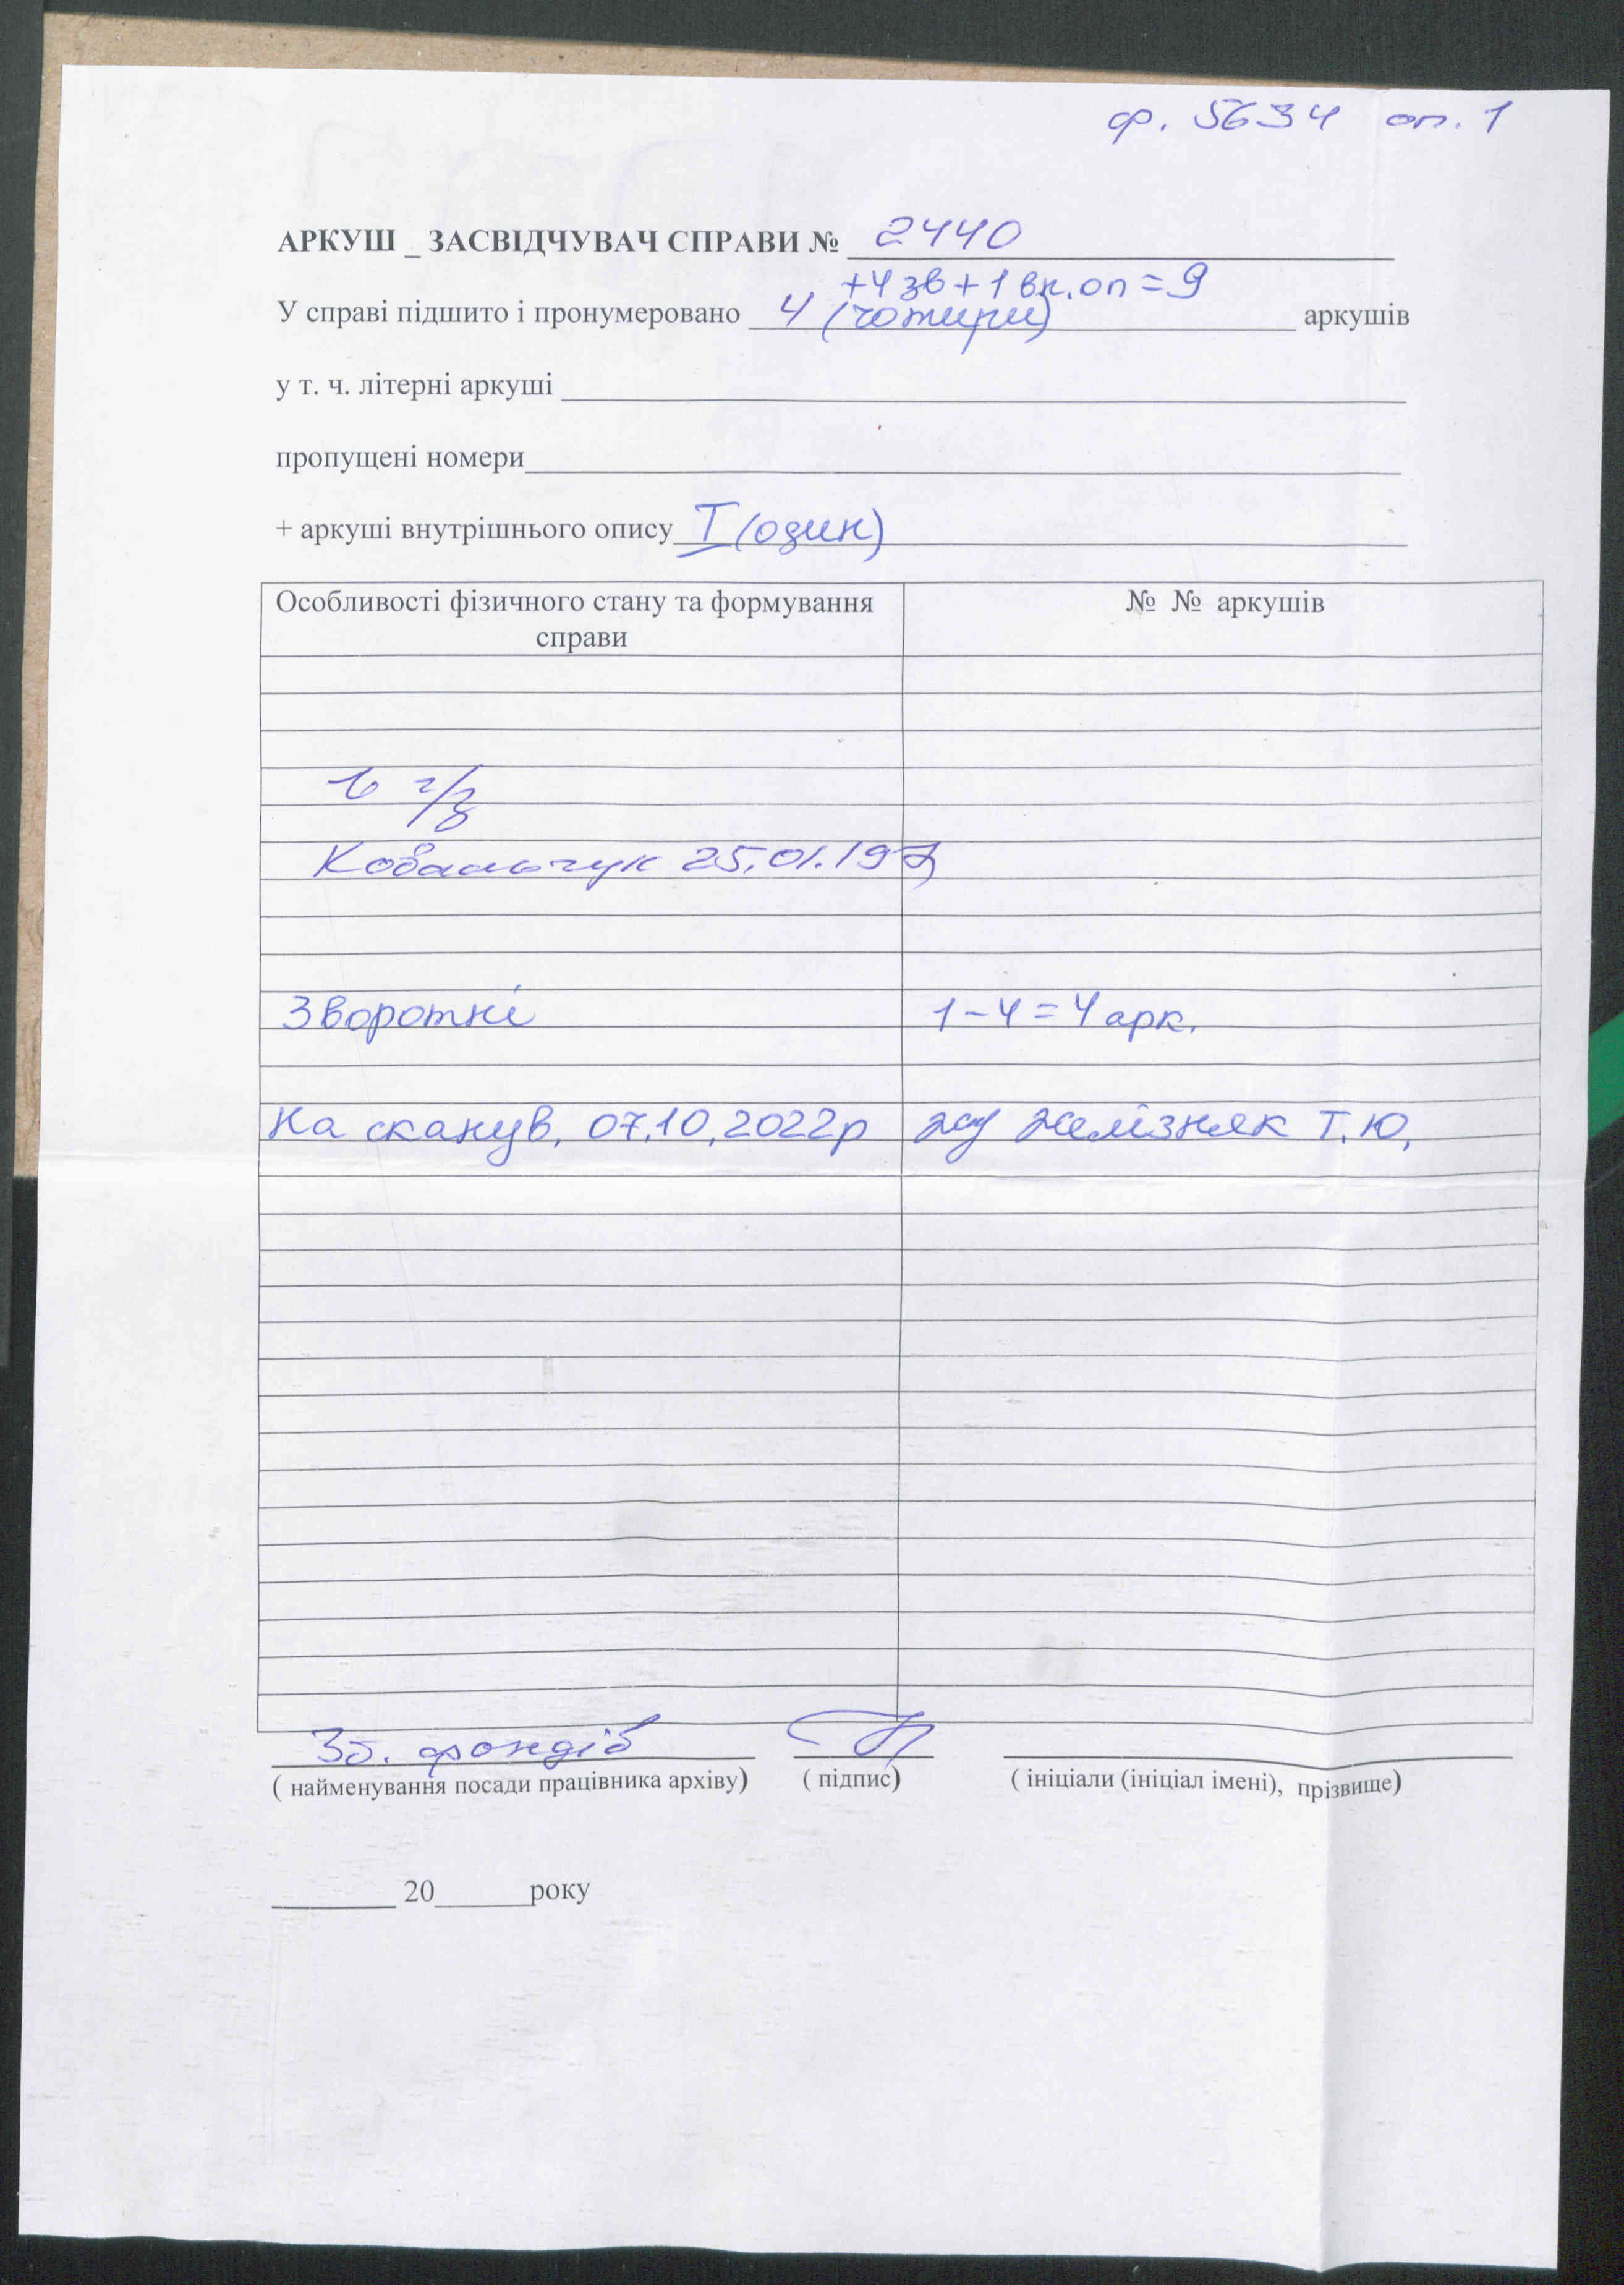 ф. 5634 оп. 1
АРКУШ _ ЗАСВІДЧУВАЧ СПРАВИ № 2440
+4 зв + 1 вн.оп = 9
У справі підшито і пронумеровано 4 (чотири) аркушів
у т. ч. літерні аркуші
пропущені номери
+ аркуші внутрішнього опису I (один)
Особливості фізичного стану та формування № № аркушів
справи
в ч/з
Ковальчук 25.01.19
Зворотні 1-4 = 4 арк.
На сканув. 07.10.2022р Желізняк Т.Ю.
Зб. фондів
( найменування посади працівника архіву) ( підпис) ( ініціали (ініціал імені), прізвище)
20 року